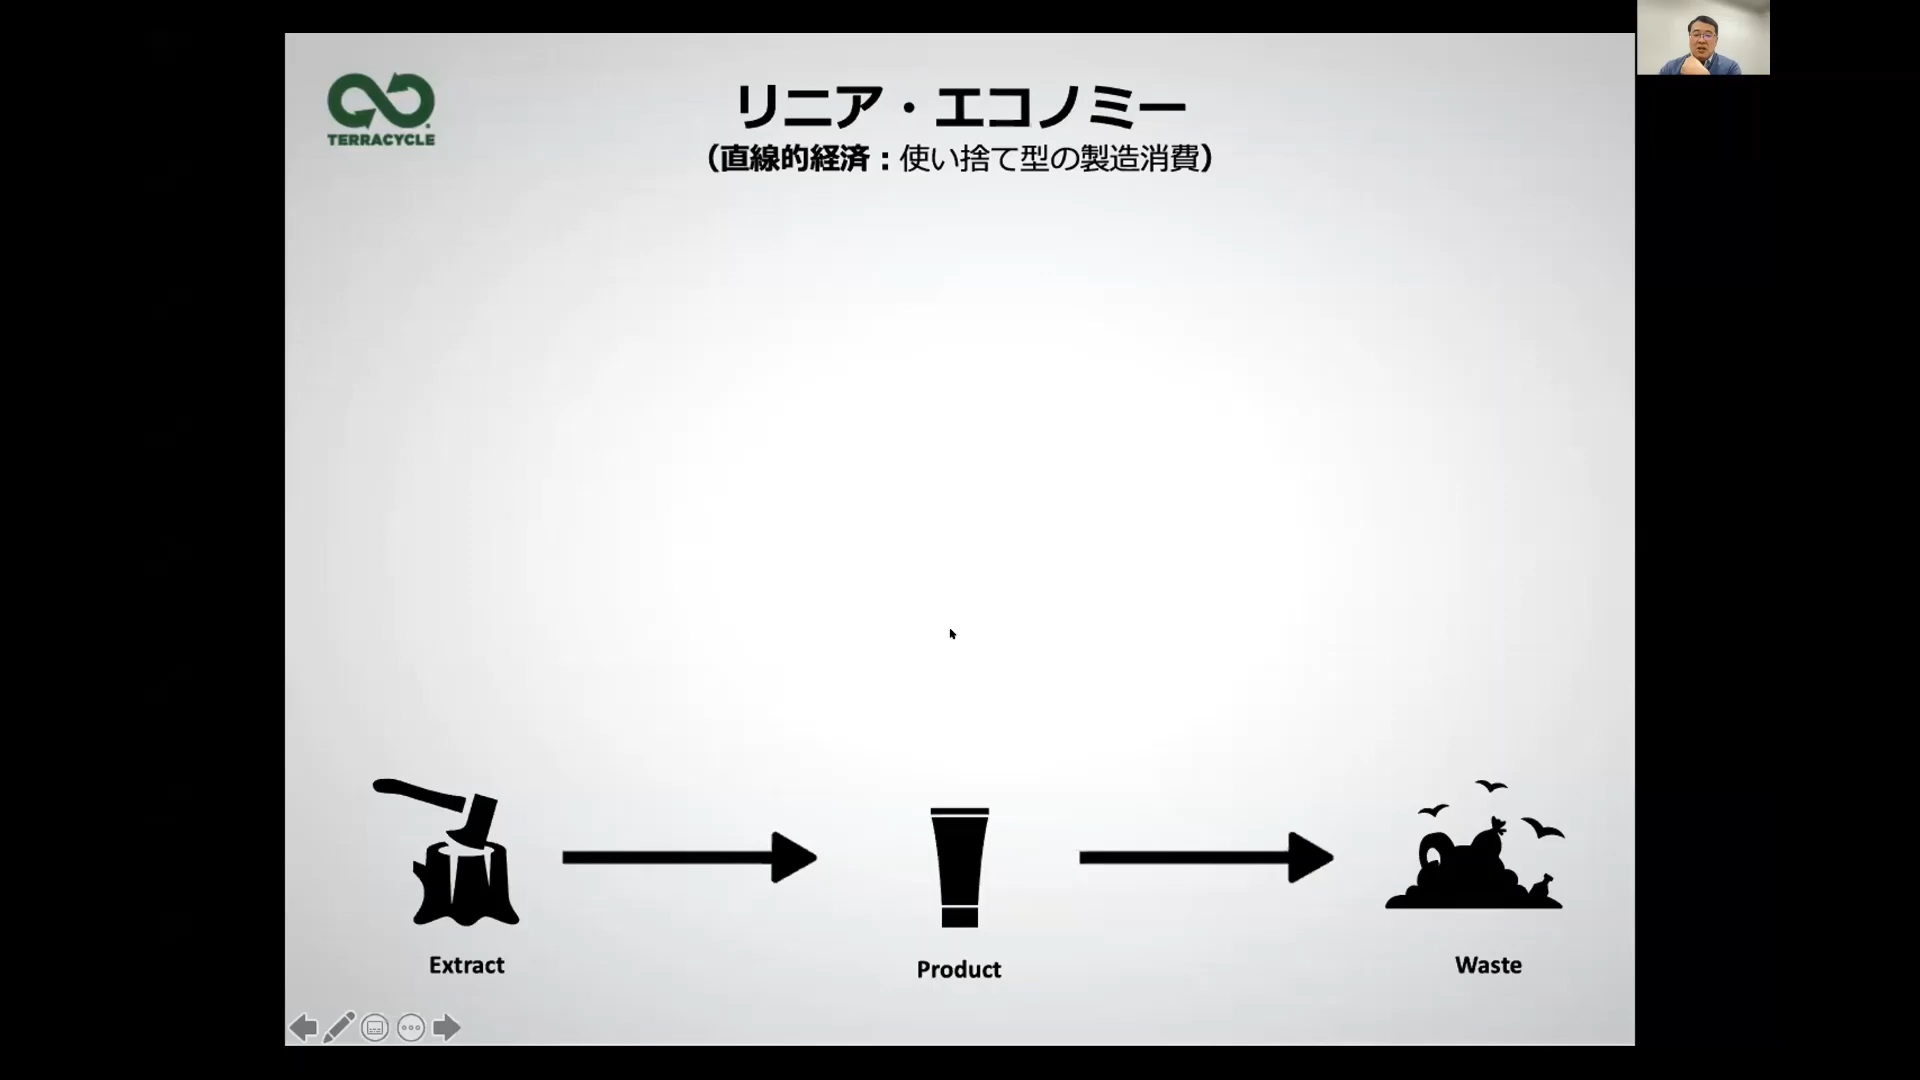 TERRACYCLE
リニア・エコノミー
（直線的経済：使い捨て型の製造消費）
Extract
Product
Waste